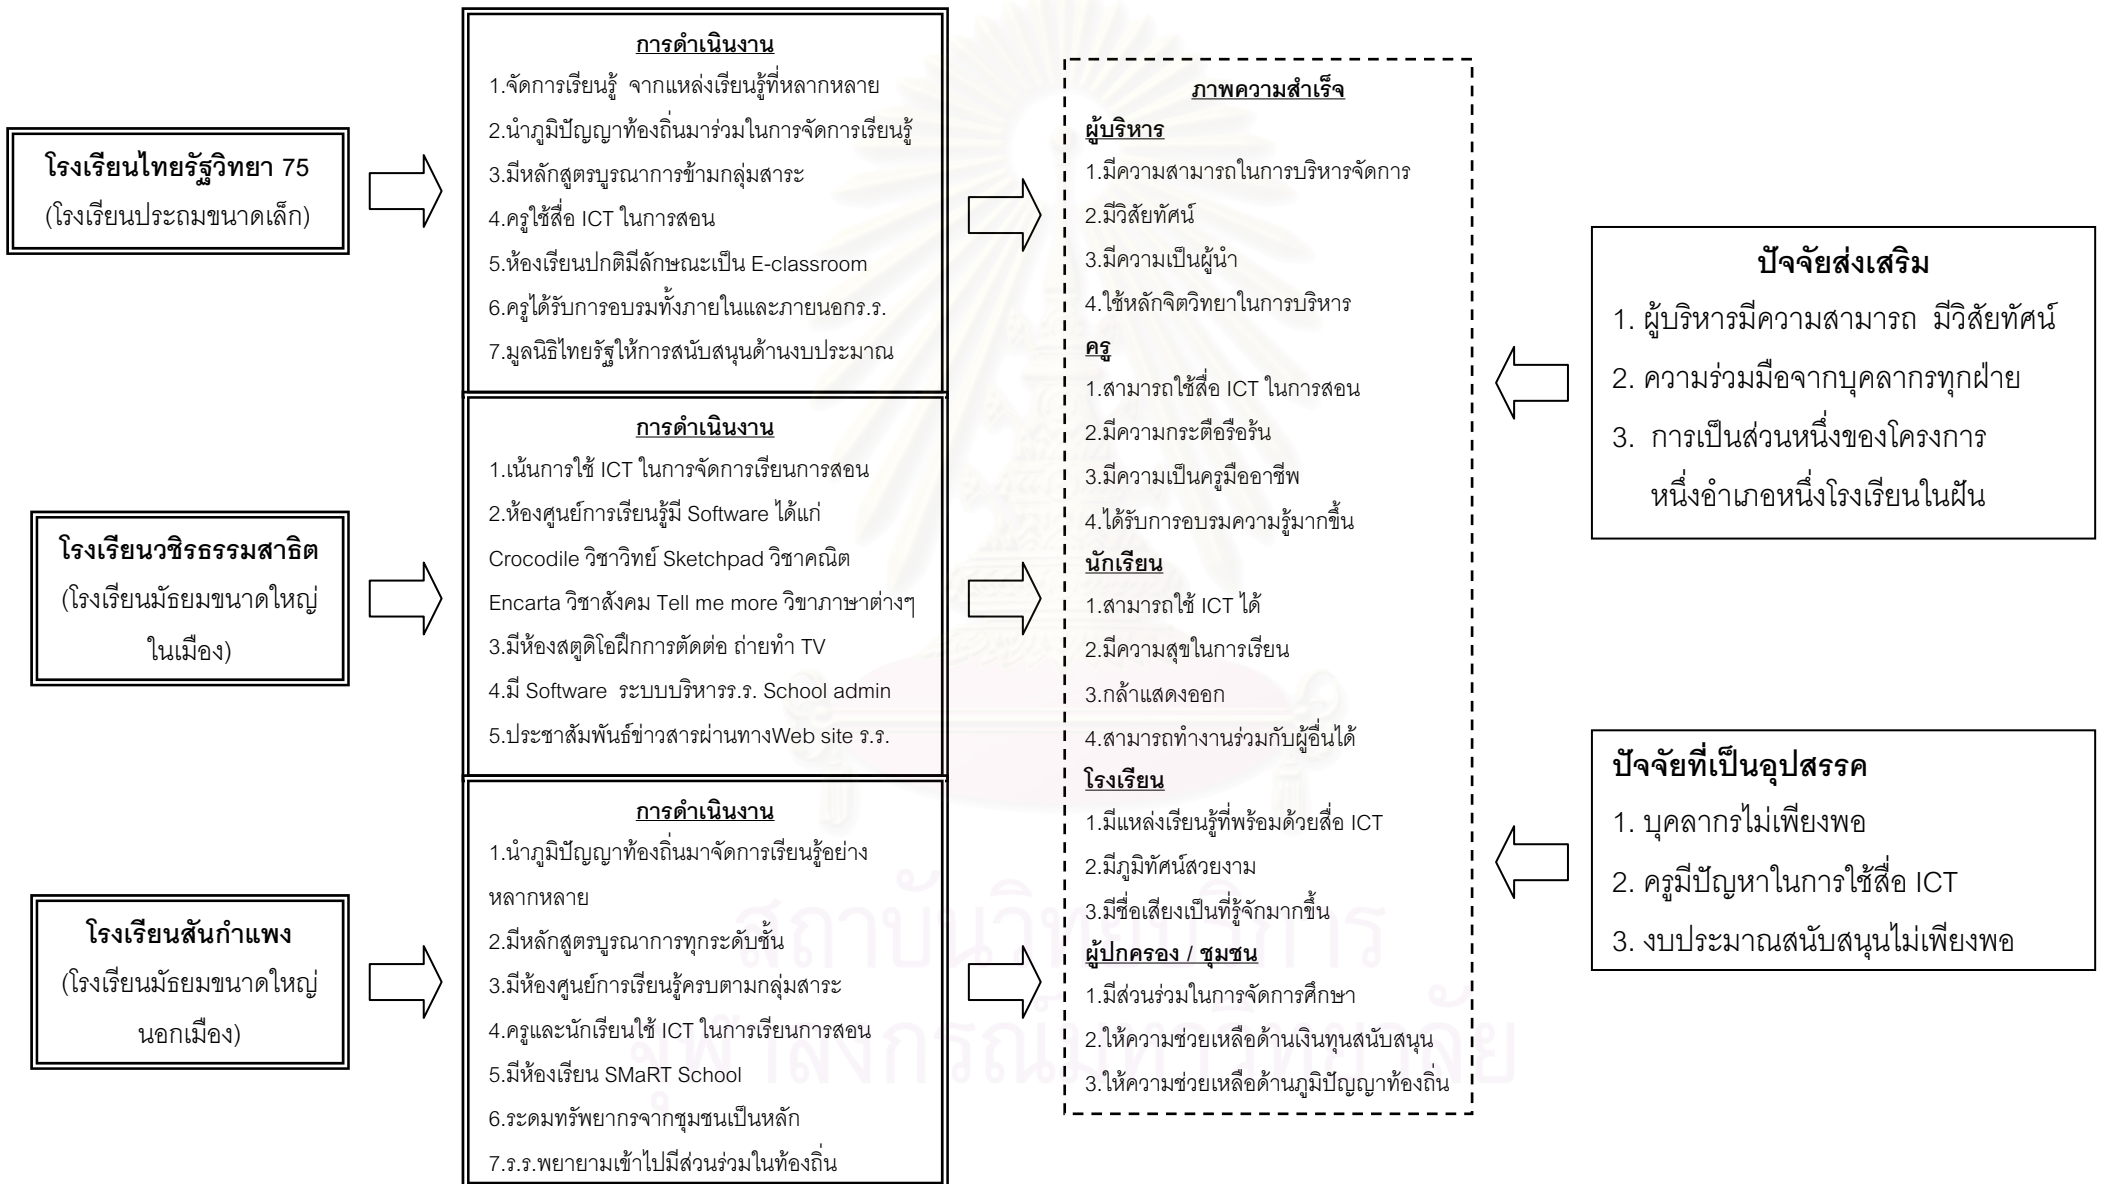 โรงเรียนไทยรัฐวิทยา 75
(โรงเรียนประถมขนาดเล็ก)
การดำเนินงาน
1.จัดการเรียนรู้ จากแหล่งเรียนรู้ที่หลากหลาย
2.นำภูมิปัญญาท้องถิ่นมาร่วมในการจัดการเรียนรู้
3.มีหลักสูตรบูรณาการข้ามกลุ่มสาระ
4.ครูใช้สื่อ ICT ในการสอน
5.ห้องเรียนปกติมีลักษณะเป็น E-classroom
6.ครูได้รับการอบรมทั้งภายในและภายนอกร.ร.
7.มูลนิธิไทยรัฐให้การสนับสนุนด้านงบประมาณ
โรงเรียนวชิรธรรมสาธิต
(โรงเรียนมัธยมขนาดใหญ่
ในเมือง)
การดำเนินงาน
1.เน้นการใช้ ICT ในการจัดการเรียนการสอน
2.ห้องศูนย์การเรียนรู้มี Software ได้แก่
Crocodile วิชาวิทย์ Sketchpad วิชาคณิต
Encarta วิชาสังคม Tell me more วิขาภาษาต่างๆ
3.มีห้องสตูดิโอฝึกการตัดต่อ ถ่ายทำ TV
4.มี Software ระบบบริหารร.ร. School admin
5.ประชาสัมพันธ์ข่าวสารผ่านทางWeb site ร.ร.
โรงเรียนสันกำแพง
(โรงเรียนมัธยมขนาดใหญ่
นอกเมือง)
การดำเนินงาน
1.นำภูมิปัญญาท้องถิ่นมาจัดการเรียนรู้อย่าง
หลากหลาย
2.มีหลักสูตรบูรณาการทุกระดับชั้น
3.มีห้องศูนย์การเรียนรู้ครบตามกลุ่มสาระ
4.ครูและนักเรียนใช้ ICT ในการเรียนการสอน
5.มีห้องเรียน SMaRT School
6.ระดมทรัพยากรจากชุมชนเป็นหลัก
7.ร.ร.พยายามเข้าไปมีส่วนร่วมในท้องถิ่น
ภาพความสำเร็จ
ผู้บริหาร
1.มีความสามารถในการบริหารจัดการ
2.มีวิสัยทัศน์
3.มีความเป็นผู้นำ
4.ใช้หลักจิตวิทยาในการบริหาร
ครู
1.สามารถใช้สื่อ ICT ในการสอน
2.มีความกระตือรือร้น
3.มีความเป็นครูมืออาชีพ
4.ได้รับการอบรมความรู้มากขึ้น
นักเรียน
1.สามารถใช้ ICT ได้
2.มีความสุขในการเรียน
3.กล้าแสดงออก
4.สามารถทำงานร่วมกับผู้อื่นได้
โรงเรียน
1.มีแหล่งเรียนรู้ที่พร้อมด้วยสื่อ ICT
2.มีภูมิทัศน์สวยงาม
3.มีชื่อเสียงเป็นที่รู้จักมากขึ้น
ผู้ปกครอง / ชุมชน
1.มีส่วนร่วมในการจัดการศึกษา
2.ให้ความช่วยเหลือด้านเงินทุนสนับสนุน
3.ให้ความช่วยเหลือด้านภูมิปัญญาท้องถิ่น
ปัจจัยส่งเสริม
1. ผู้บริหารมีความสามารถ มีวิสัยทัศน์
2. ความร่วมมือจากบุคลากรทุกฝ่าย
3. การเป็นส่วนหนึ่งของโครงการ
หนึ่งอำเภอหนึ่งโรงเรียนในฝัน
ปัจจัยที่เป็นอุปสรรค
1. บุคลากรไม่เพียงพอ
2. ครูมีปัญหาในการใช้สื่อ ICT
3. งบประมาณสนับสนุนไม่เพียงพอ
สถาบันวิทยบริการ
จุฬาลงกรณ์มหาวิทยาลัย